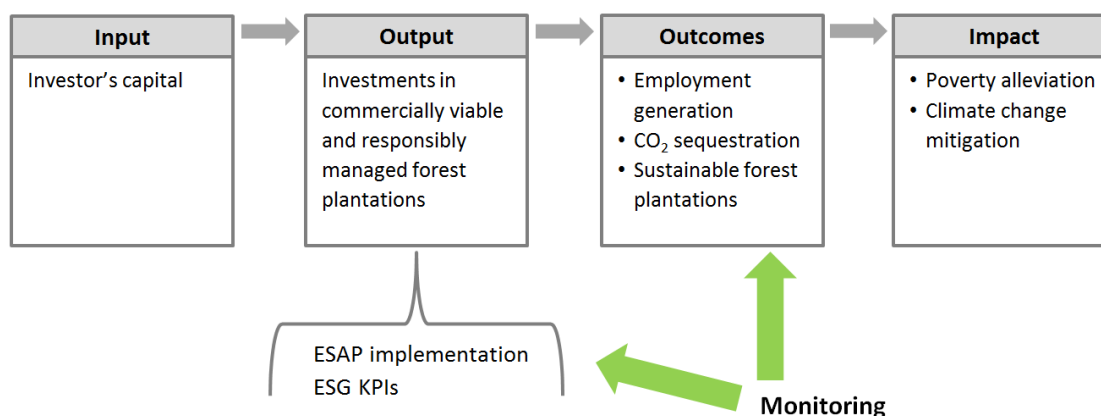 Input
Investor’s capital
Output
Investments in
commercially viable
and responsibly
managed forest
plantations
Outcomes
• Employment
generation
• CO₂ sequestration
• Sustainable forest
plantations
Impact
• Poverty alleviation
• Climate change
mitigation
ESAP implementation
ESG KPIs
Monitoring